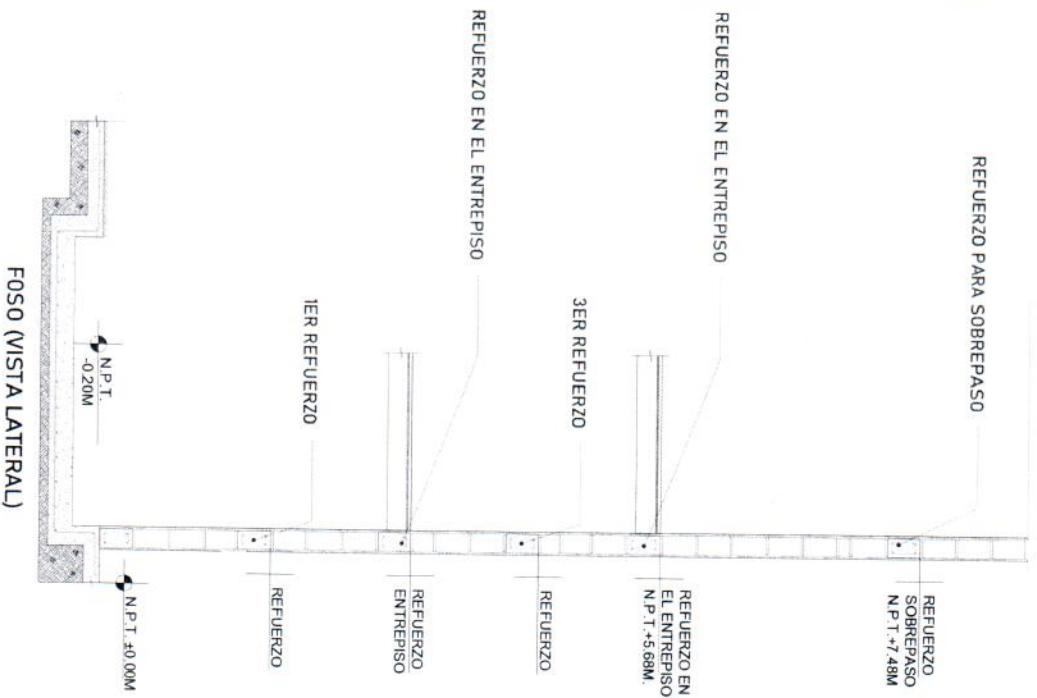 REFUERZO PARA SOBREPASO
REFUERZO EN EL ENTREPISO
REFUERZO EN EL ENTREPISO
3ER REFUERZO
1ER REFUERZO
REFUERZO
SOBREPASO
N.P.T.+7.48M
REFUERZO EN
EL ENTREPISO
N.P.T.+5.68M.
REFUERZO
REFUERZO
ENTREPISO
REFUERZO
N.P.T. ±0.00M
N.P.T.
-0.20M
FOSO (VISTA LATERAL)